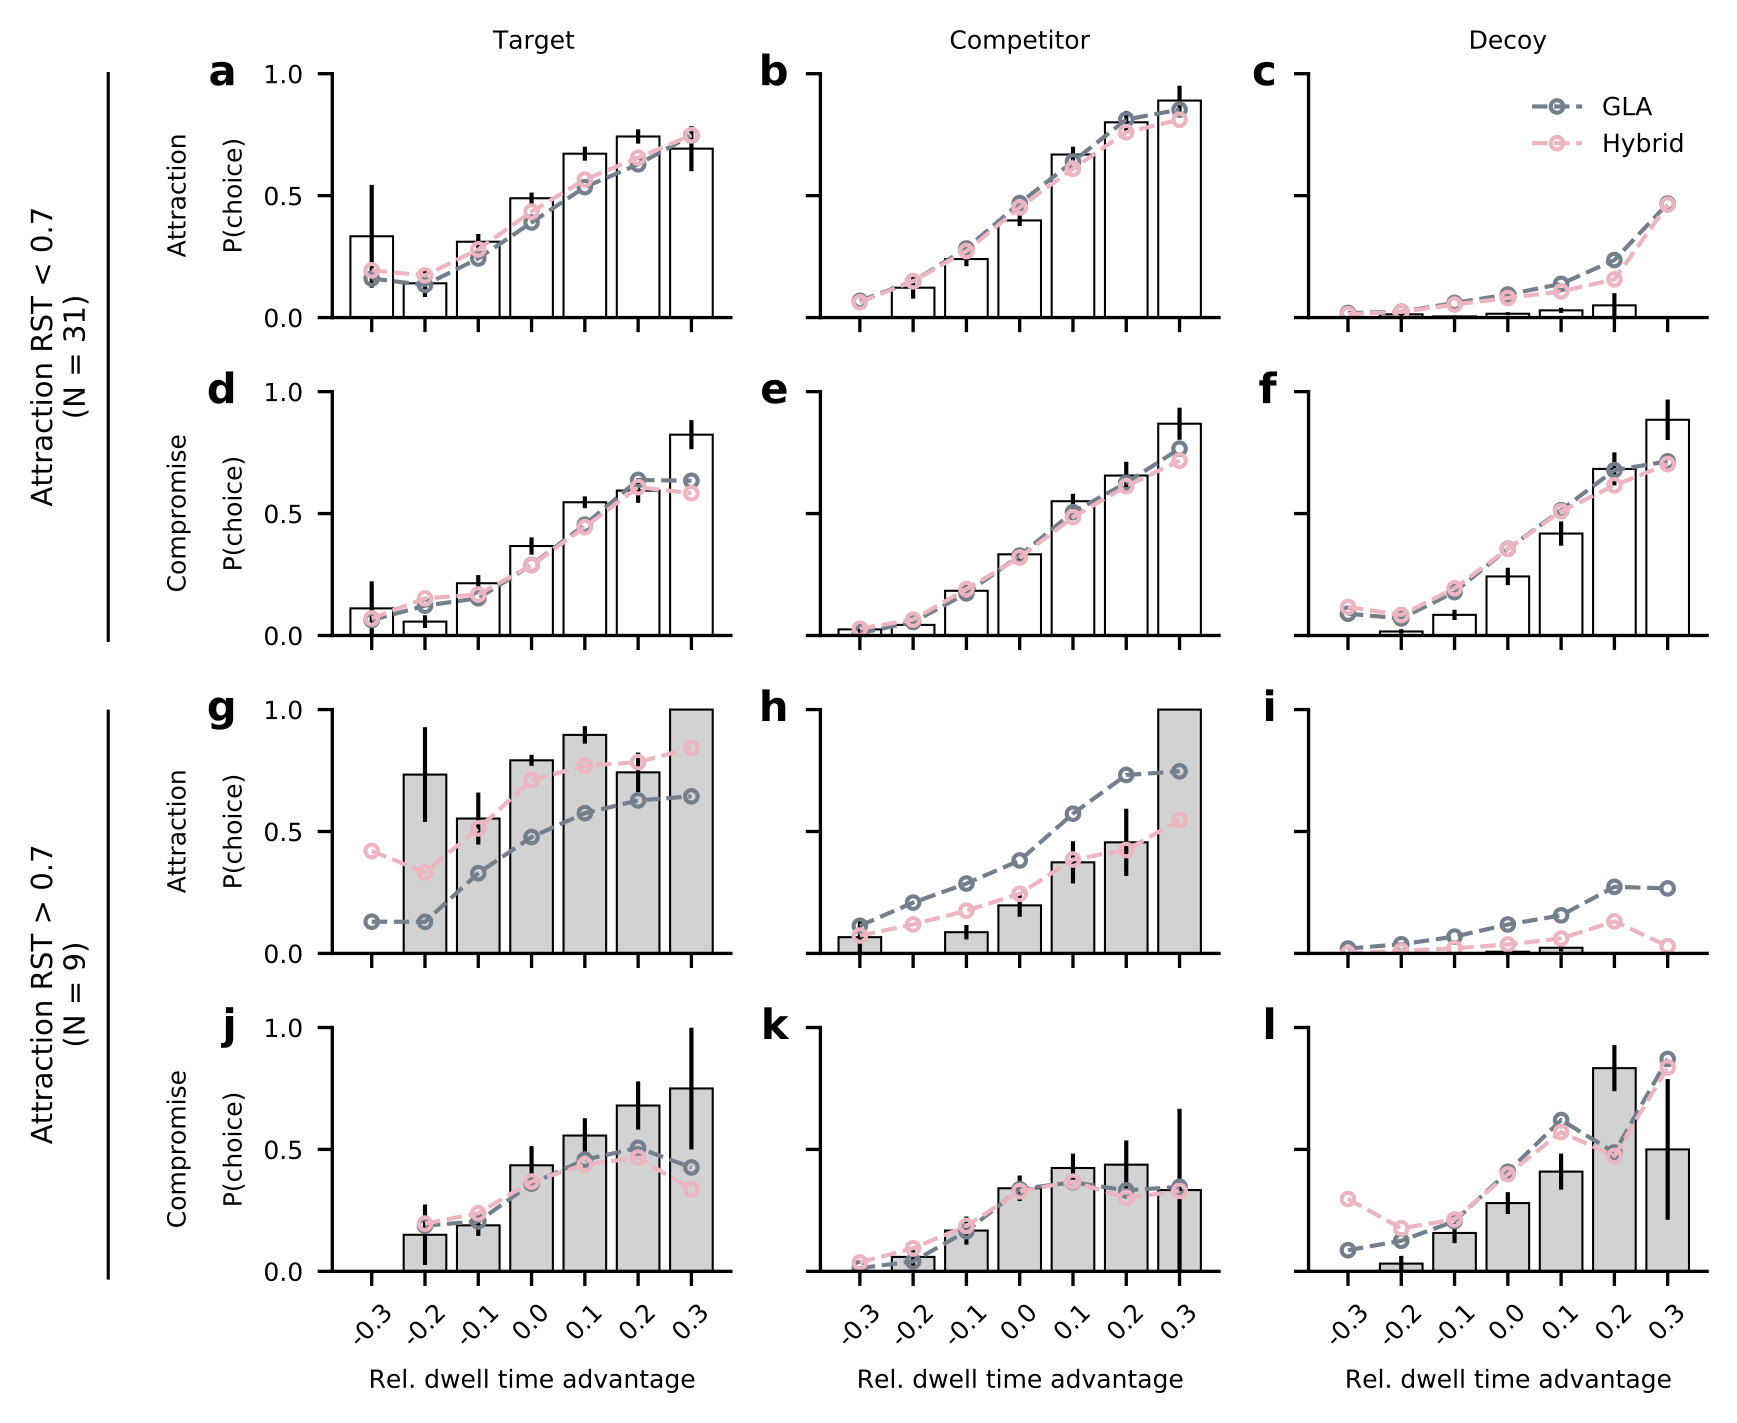 Target
Competitor
Decoy
a
b
c
1.0
0.5
0.0
Attraction
P(choice)
GLA
Hybrid
Attraction RST < 0.7
(N = 31)
d
e
f
1.0
0.5
0.0
Compromise
P(choice)
g
h
i
1.0
0.5
0.0
Attraction
P(choice)
Attraction RST > 0.7
(N = 9)
j
k
l
1.0
0.5
0.0
Compromise
P(choice)
-0.3 -0.2 -0.1 0.0 0.1 0.2 0.3
-0.3 -0.2 -0.1 0.0 0.1 0.2 0.3
-0.3 -0.2 -0.1 0.0 0.1 0.2 0.3
Rel. dwell time advantage
Rel. dwell time advantage
Rel. dwell time advantage